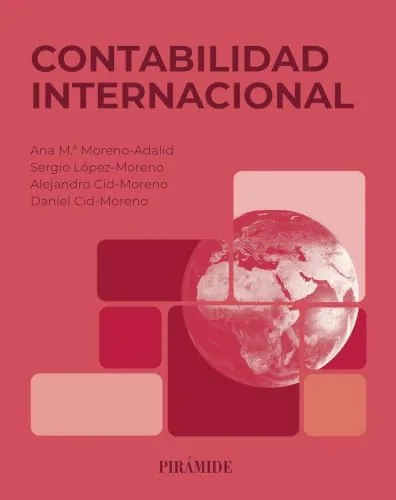 CONTABILIDAD
INTERNACIONAL
Ana M.ª Moreno-Adalid
Sergio López-Moreno
Alejandro Cid-Moreno
Daniel Cid-Moreno
PIRÁMIDE